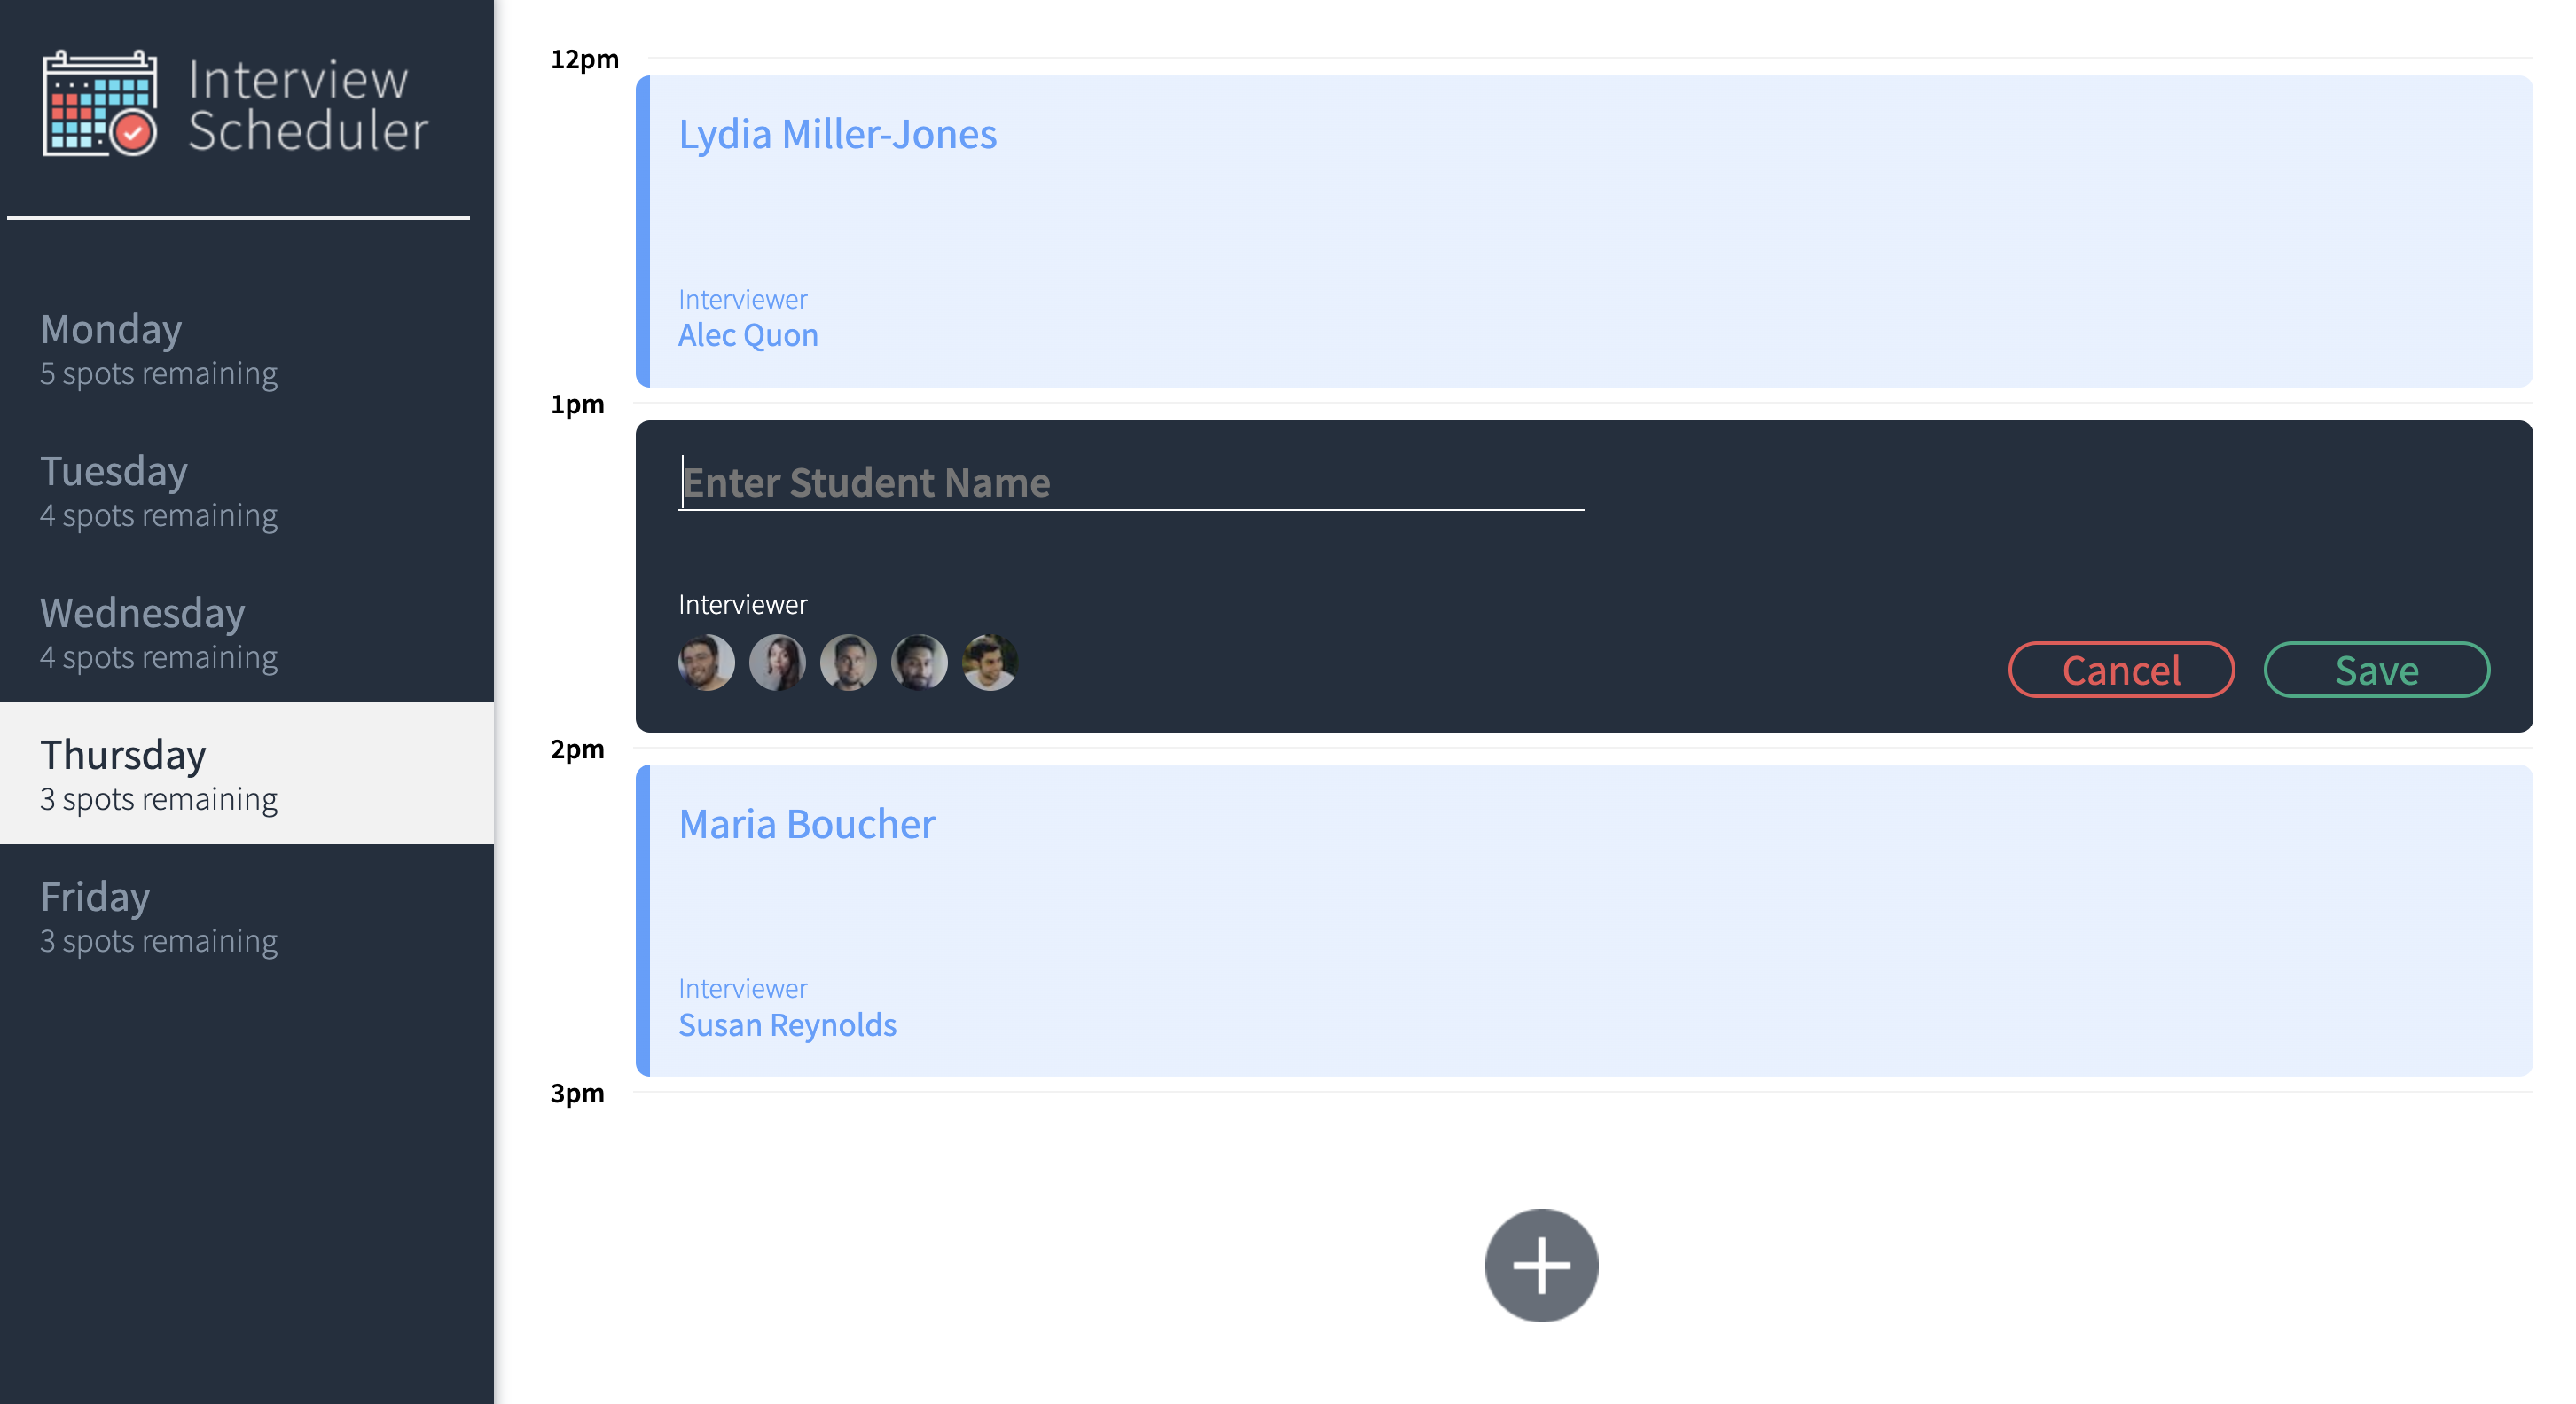 Interview
Scheduler
Monday
5 spots remaining
Tuesday
4 spots remaining
Wednesday
4 spots remaining
Thursday
3 spots remaining
Friday
3 spots remaining
12pm
Lydia Miller-Jones
Interviewer
Alec Quon
1pm
Enter Student Name
Interviewer
Cancel Save
2pm
Maria Boucher
Interviewer
Susan Reynolds
3pm